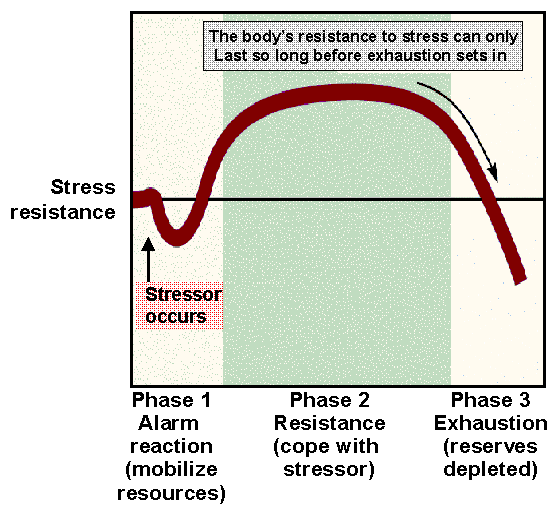 The body's resistance to stress can only
Last so long before exhaustion sets in
Stress
resistance
Stressor
occurs
Phase 1
Alarm
reaction
(mobilize
resources)
Phase 2
Resistance
(cope with
stressor)
Phase 3
Exhaustion
(reserves
depleted)